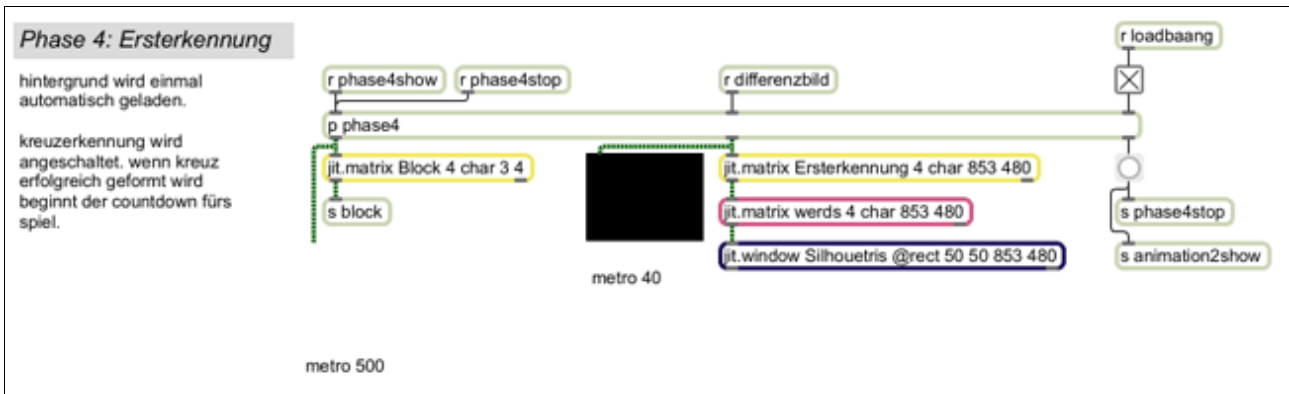 Phase 4: Ersterkennung
hintergrund wird einmal
automatisch geladen.
kreuzerkennung wird
angeschaltet. wenn kreuz
erfolgreich geformt wird
beginnt der countdown fürs
spiel.
r loadbaang
r phase4show
r phase4stop
r differenzbild
p phase4
jit.matrix Block 4 char 3 4
jit.matrix Ersterkennung 4 char 853 480
s block
jit.matrix werds 4 char 853 480
s phase4stop
jit.window Silhouetris @rect 50 50 853 480
s animation2show
metro 40
metro 500